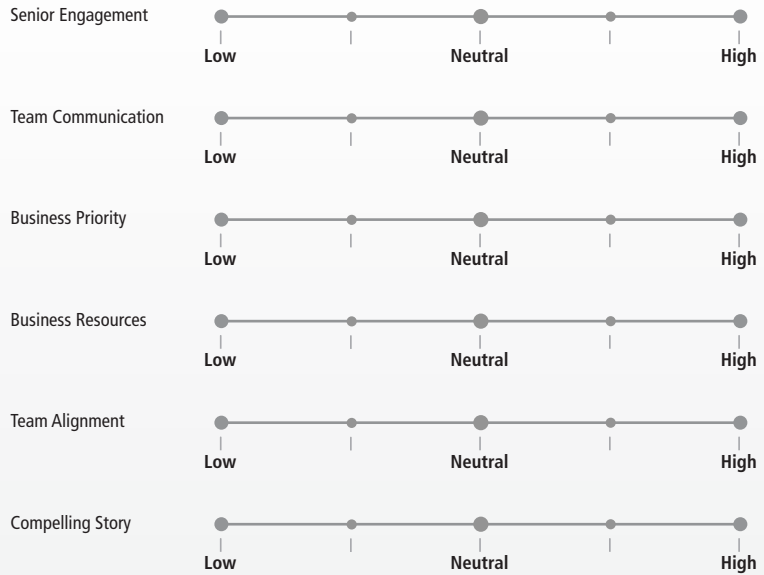 Senior Engagement
Low Neutral High
Team Communication
Low Neutral High
Business Priority
Low Neutral High
Business Resources
Low Neutral High
Team Alignment
Low Neutral High
Compelling Story
Low Neutral High